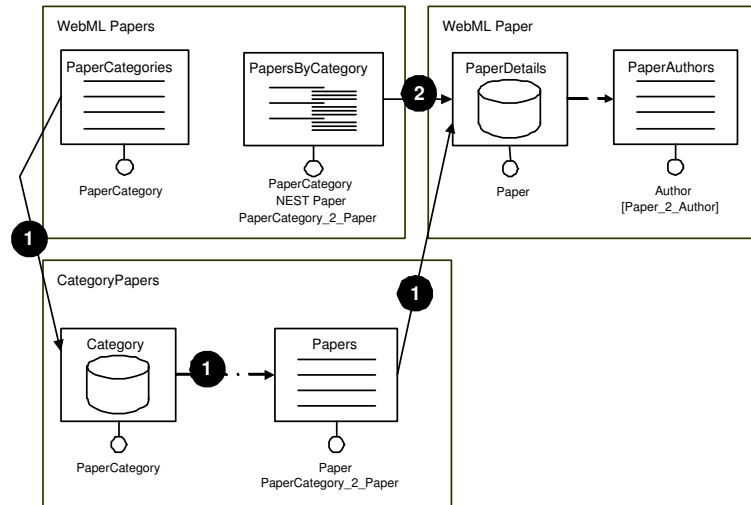 WebML Papers
PaperCategories
PapersByCategory
PaperCategory
PaperCategory
NEST Paper
PaperCategory_2_Paper
2
WebML Paper
PaperDetails
PaperAuthors
Paper
Author
[Paper_2_Author]
1
1
CategoryPapers
Category
1
Papers
PaperCategory
Paper
PaperCategory_2_Paper